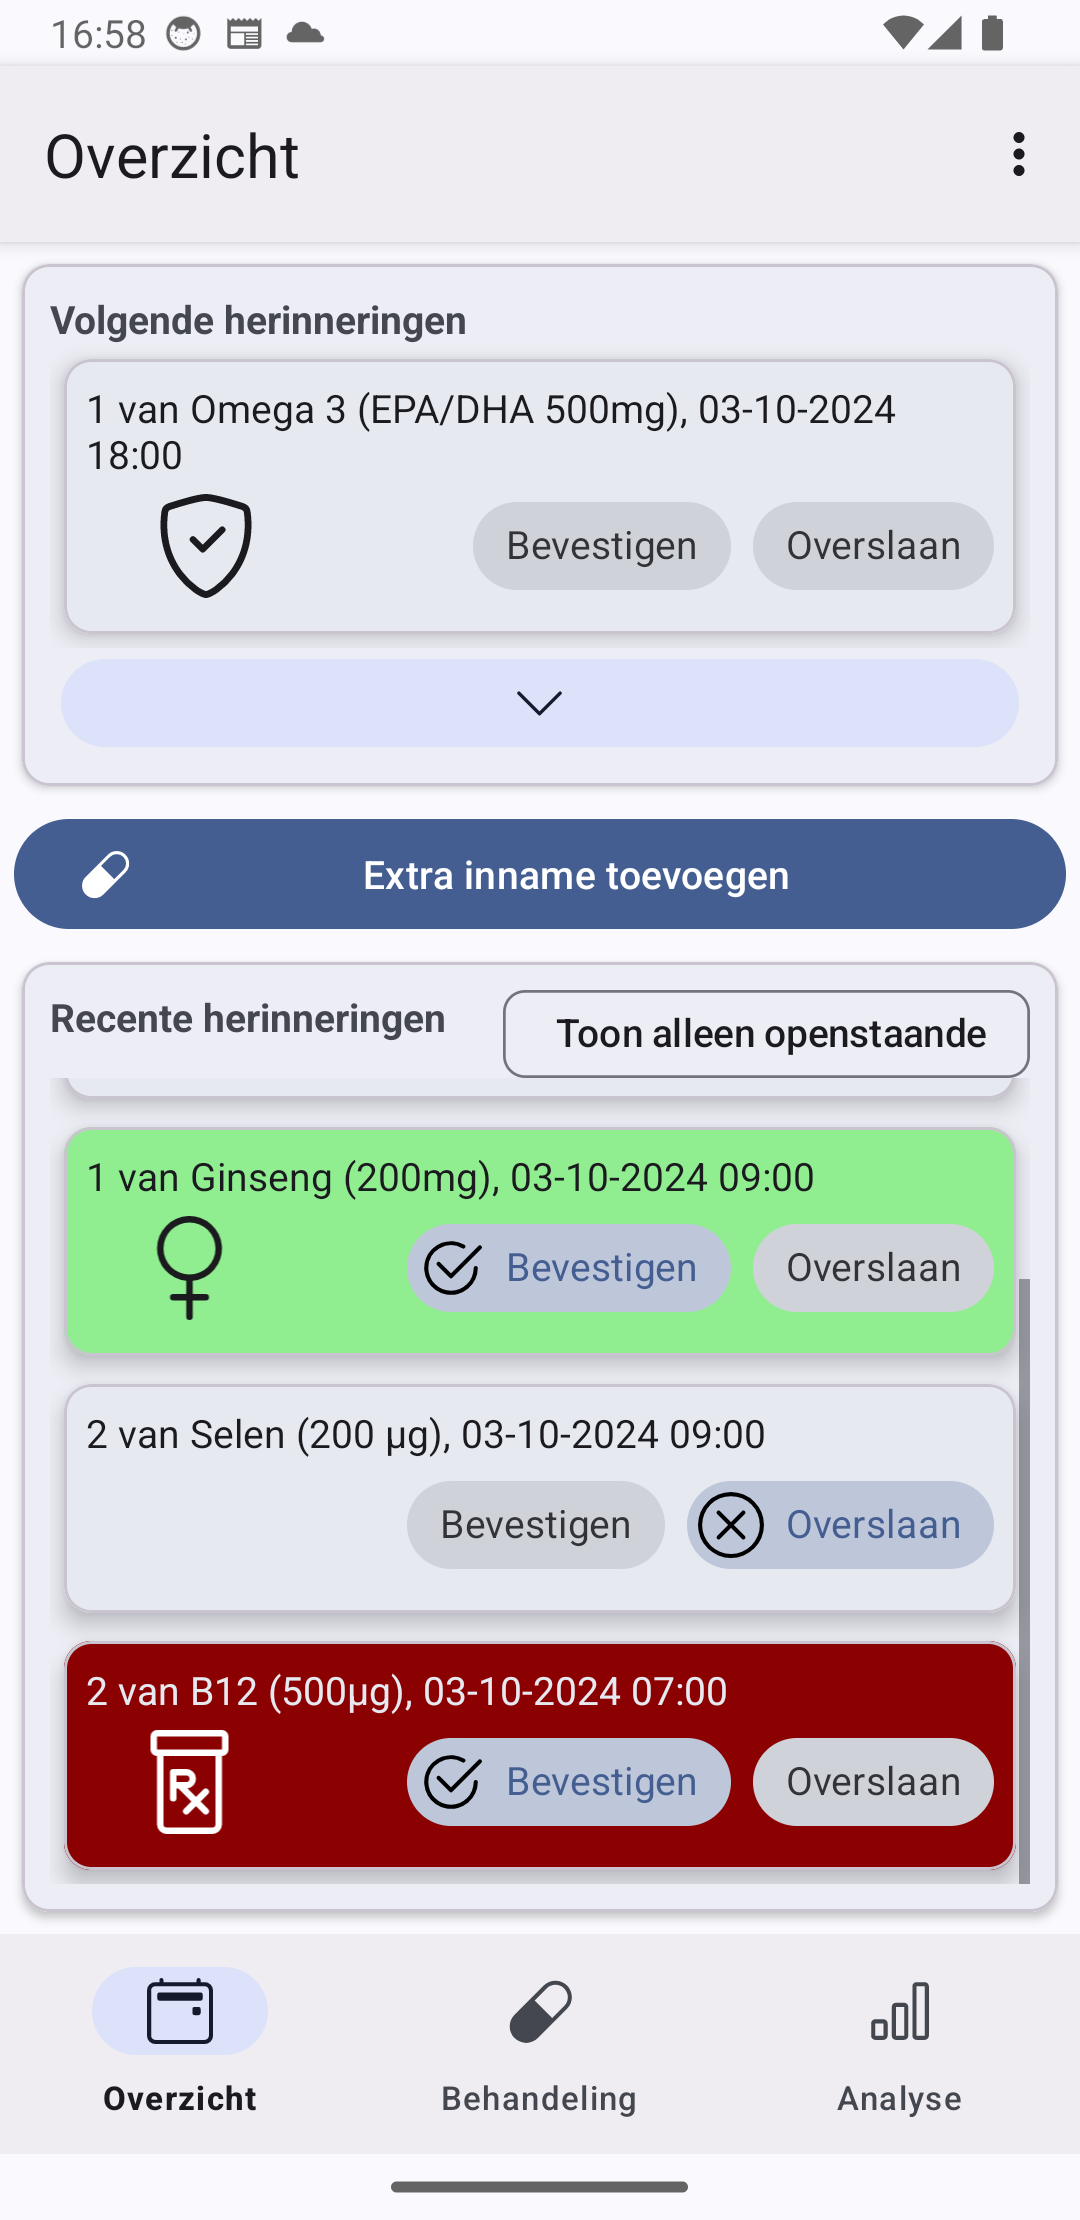 16:58
Overzicht
Volgende herinneringen
1 van Omega 3 (EPA/DHA 500mg), 03-10-2024
18:00
Bevestigen Overslaan
Extra inname toevoegen
Recente herinneringen Toon alleen openstaande
1 van Ginseng (200mg), 03-10-2024 09:00
Bevestigen Overslaan
2 van Selen (200 µg), 03-10-2024 09:00
Bevestigen Overslaan
2 van B12 (500µg), 03-10-2024 07:00
Rx Bevestigen Overslaan
Overzicht Behandeling Analyse